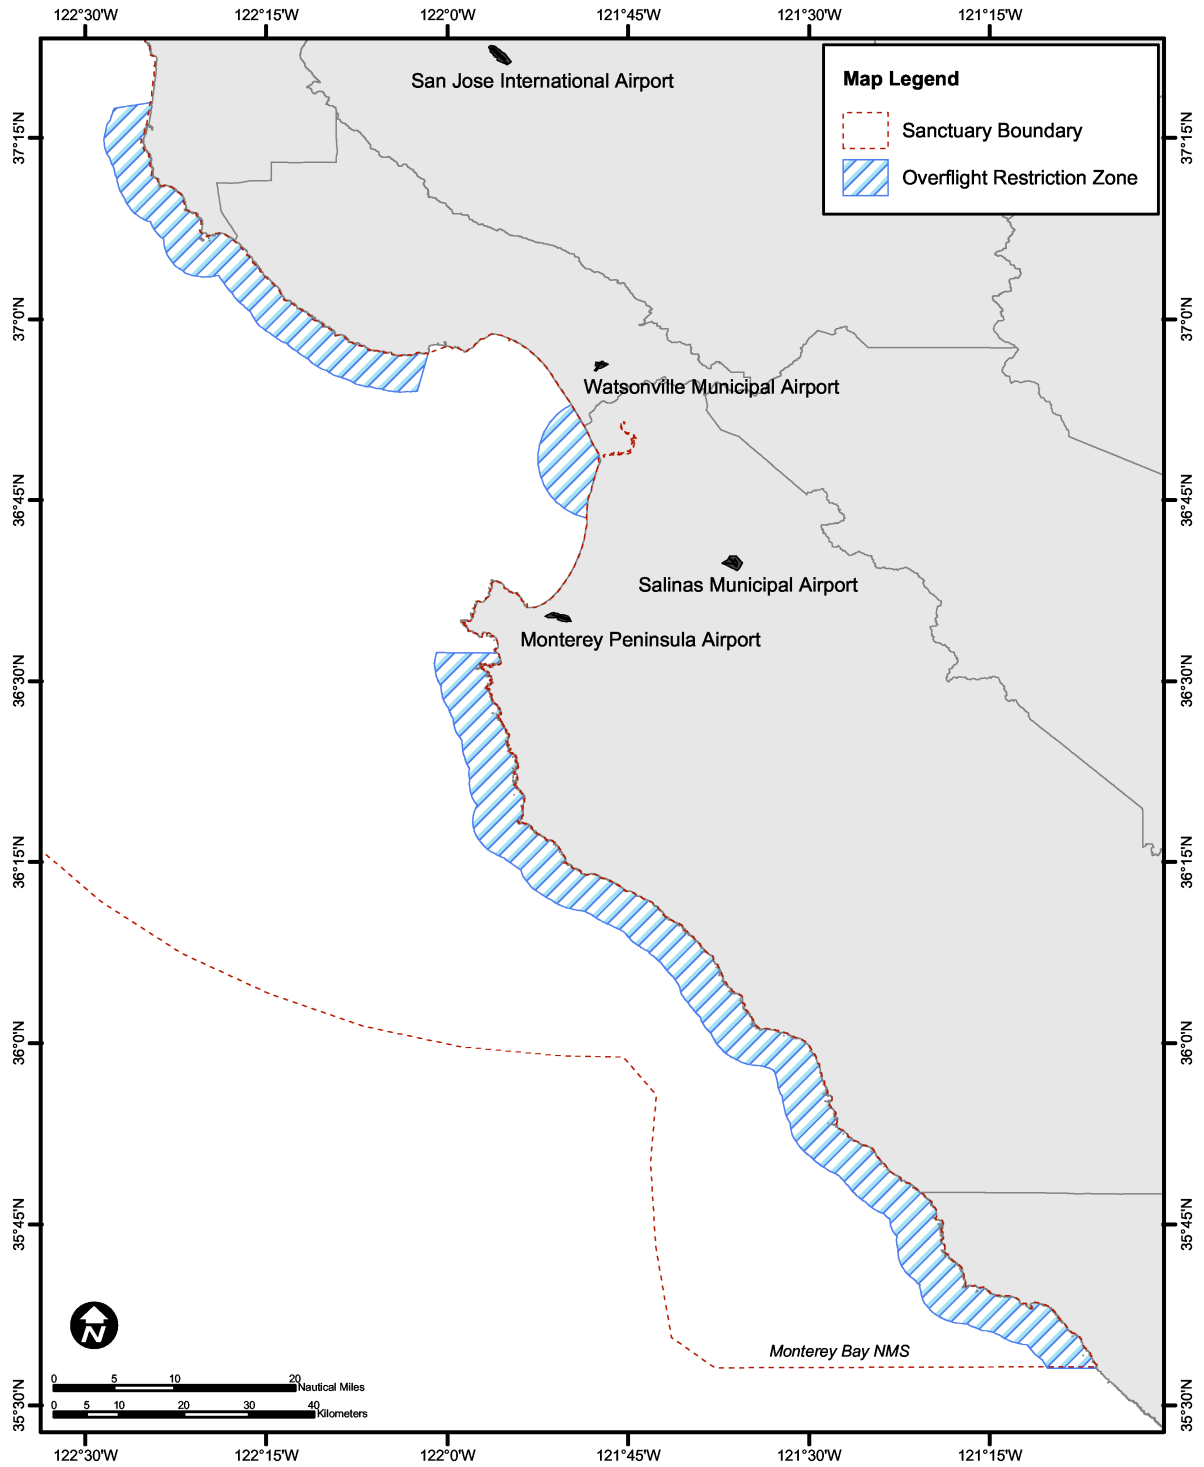 122°30'W 122°15'W 122°0'W 121°45'W 121°30'W 121°15'W
San Jose International Airport
Map Legend
Sanctuary Boundary
Overflight Restriction Zone
37°15'N 37°15'N
37°0'N 37°0'N
Watsonville Municipal Airport
36°45'N 36°45'N
Salinas Municipal Airport
Monterey Peninsula Airport
36°30'N 36°30'N
36°15'N 36°15'N
36°0'N 36°0'N
35°45'N 35°45'N
N
Monterey Bay NMS
0 5 10 20
Nautical Miles
0 5 10 20 30 40
Kilometers
35°30'N 35°30'N
122°30'W 122°15'W 122°0'W 121°45'W 121°30'W 121°15'W